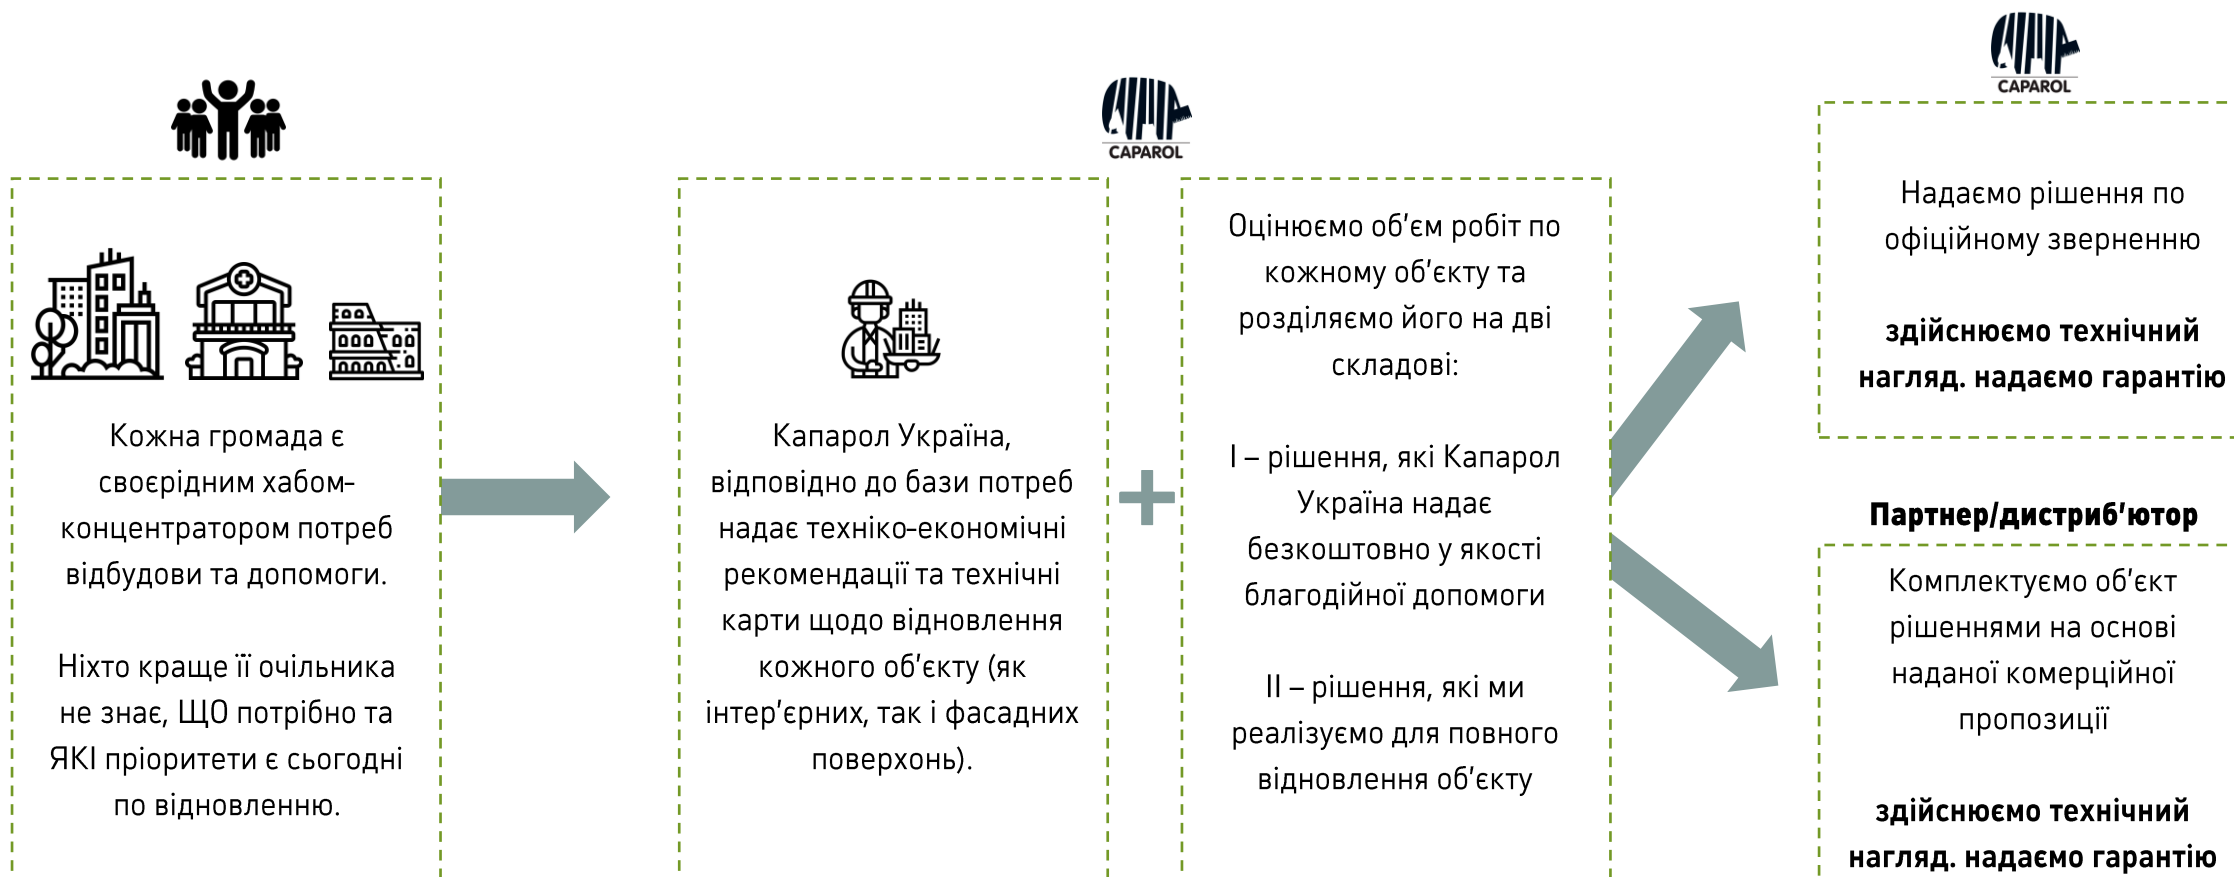 Кожна громада є
своєрідним хабом-
концентратором потреб
відбудови та допомоги.
Ніхто краще її очільника
не знає, ЩО потрібно та
ЯКІ пріоритети є сьогодні
по відновленню.
CAPAROL
Капарол Україна,
відповідно до бази потреб
надає техніко-економічні
рекомендації та технічні
карти щодо відновлення
кожного об'єкту (як
інтер'єрних, так і фасадних
поверхонь).
Оцінюємо об'єм робіт по
кожному об'єкту та
розділяємо його на дві
складові:
I – рішення, які Капарол
Україна надає
безкоштовно у якості
благодійної допомоги
II – рішення, які ми
реалізуємо для повного
відновлення об'єкту
CAPAROL
Надаємо рішення по
офіційному зверненню
здійснюємо технічний
нагляд. надаємо гарантію
Партнер/дистриб'ютор
Комплектуємо об'єкт
рішеннями на основі
наданої комерційної
пропозиції
здійснюємо технічний
нагляд. надаємо гарантію